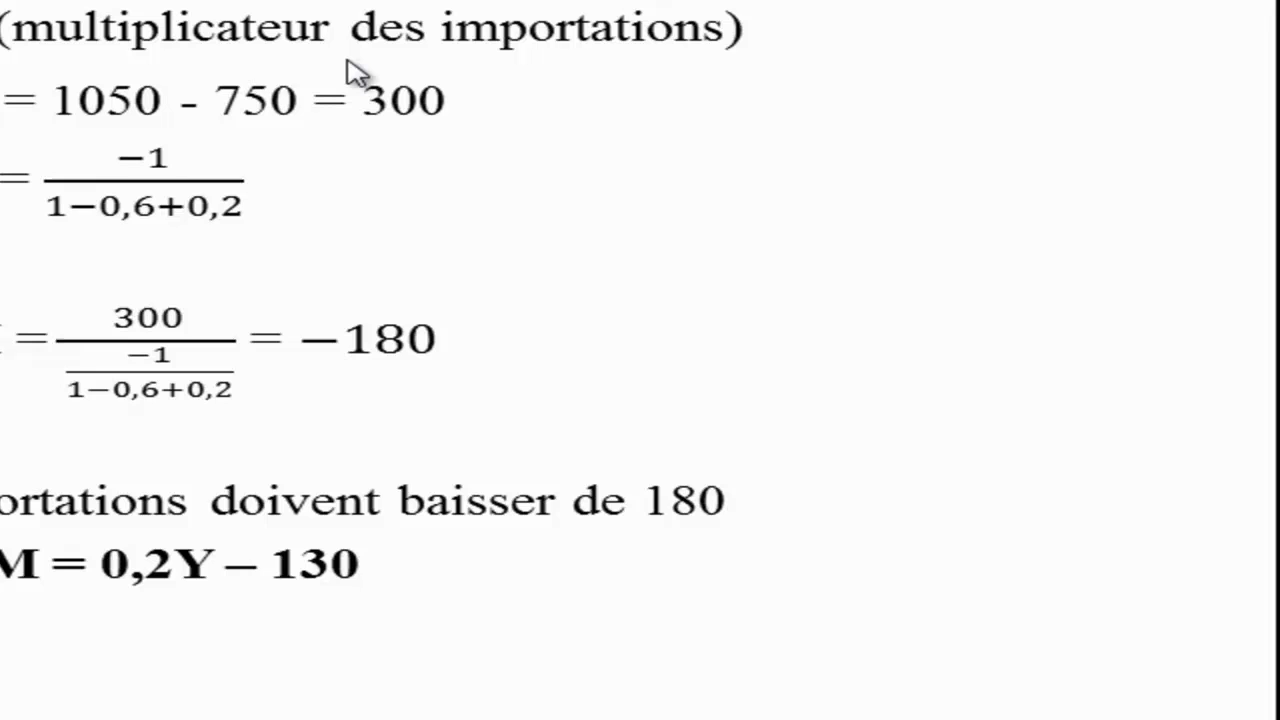 (multiplicateur des importations)
= 1050 - 750 = 300
= −1 / 1−0,6+0,2
= 300 / −1 / 1−0,6+0,2 = −180
ortations doivent baisser de 180
M = 0,2Y – 130